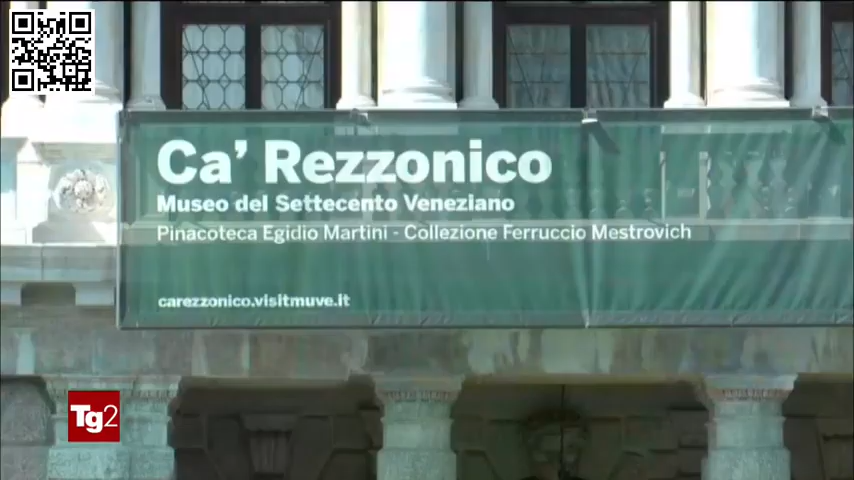 Ca' Rezzonico
Museo del Settecento Veneziano
Pinacoteca Egidio Martini - Collezione Ferruccio Mestrovich
carezzonico.visitmuve.it
Tg2